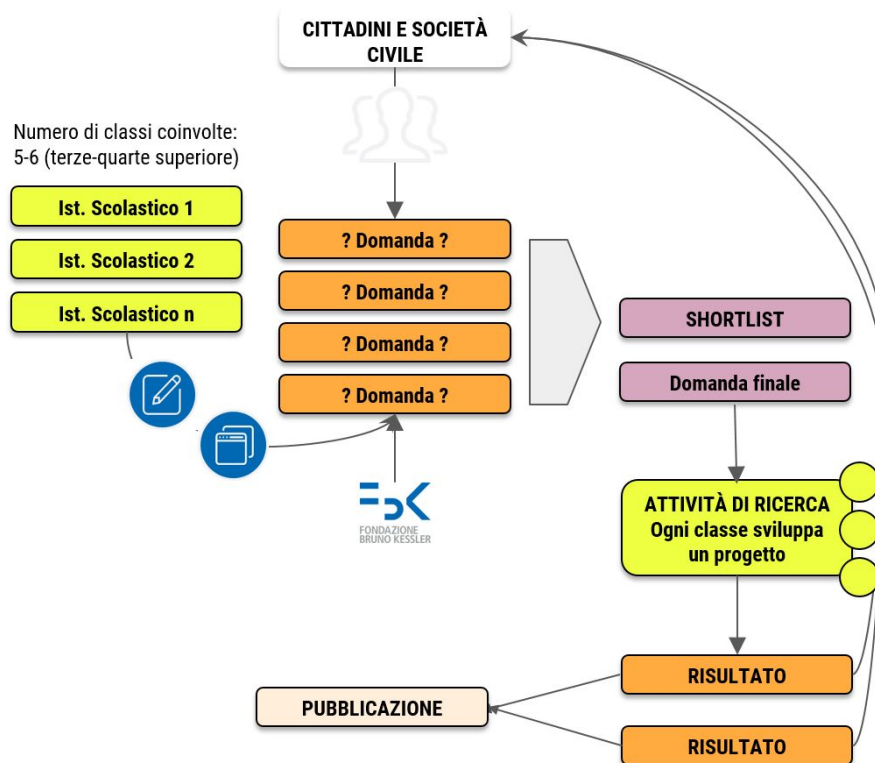 CITTADINI E SOCIETÀ
CIVILE
Numero di classi coinvolte:
5-6 (terze-quarte superiore)
Ist. Scolastico 1
Ist. Scolastico 2
Ist. Scolastico n
? Domanda ?
? Domanda ?
? Domanda ?
? Domanda ?
FBK
FONDAZIONE
BRUNO KESSLER
SHORTLIST
Domanda finale
ATTIVITÀ DI RICERCA
Ogni classe sviluppa
un progetto
RISULTATO
PUBBLICAZIONE
RISULTATO